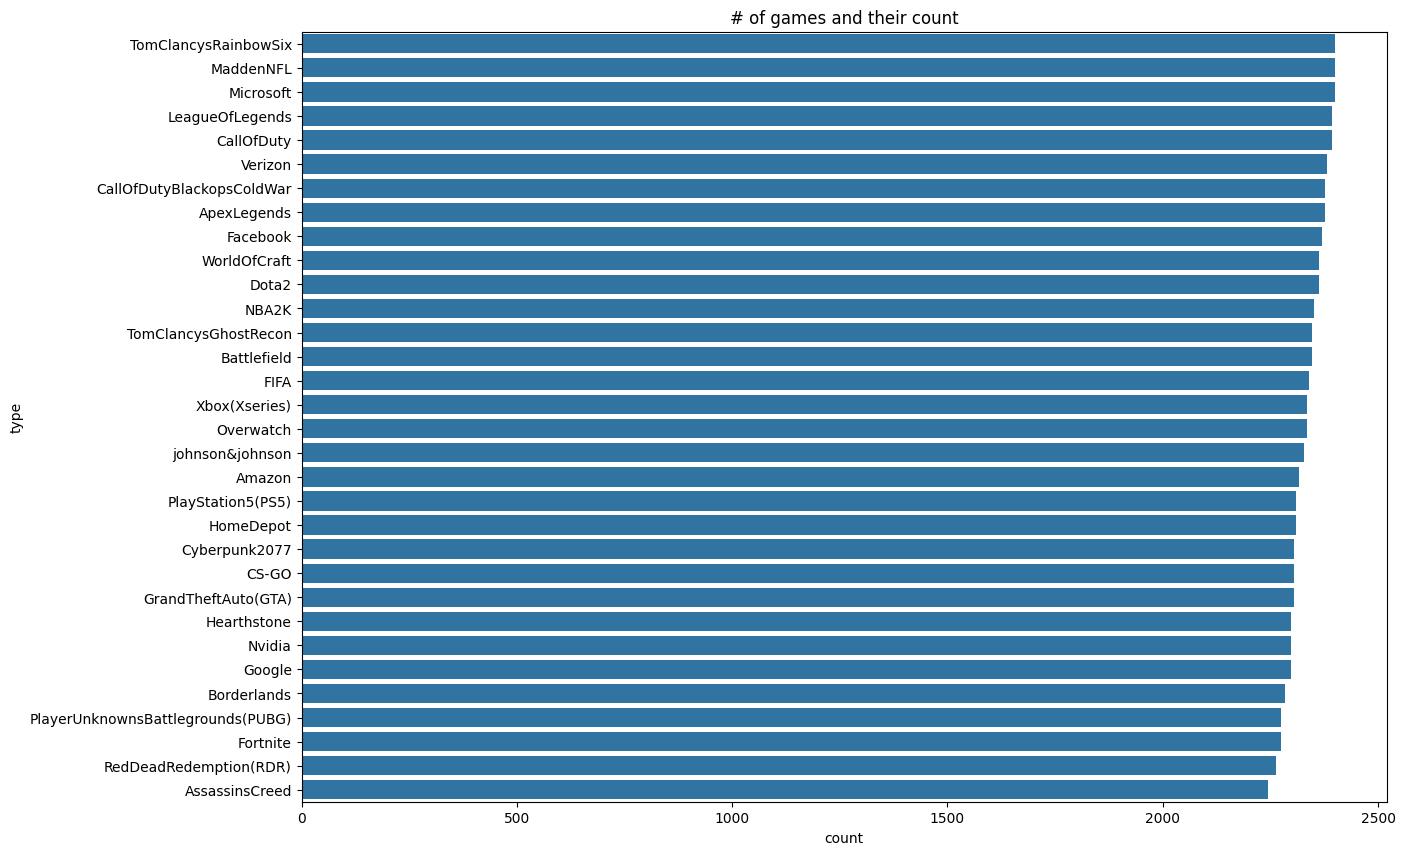 # of games and their count
type
TomClancysRainbowSix
MaddenNFL
Microsoft
LeagueOfLegends
CallOfDuty
Verizon
CallOfDutyBlackopsColdWar
ApexLegends
Facebook
WorldOfCraft
Dota2
NBA2K
TomClancysGhostRecon
Battlefield
FIFA
Xbox(Xseries)
Overwatch
johnson&johnson
Amazon
PlayStation5(PS5)
HomeDepot
Cyberpunk2077
CS-GO
GrandTheftAuto(GTA)
Hearthstone
Nvidia
Google
Borderlands
PlayerUnknownsBattlegrounds(PUBG)
Fortnite
RedDeadRedemption(RDR)
AssassinsCreed
0 500 1000 1500 2000 2500
count